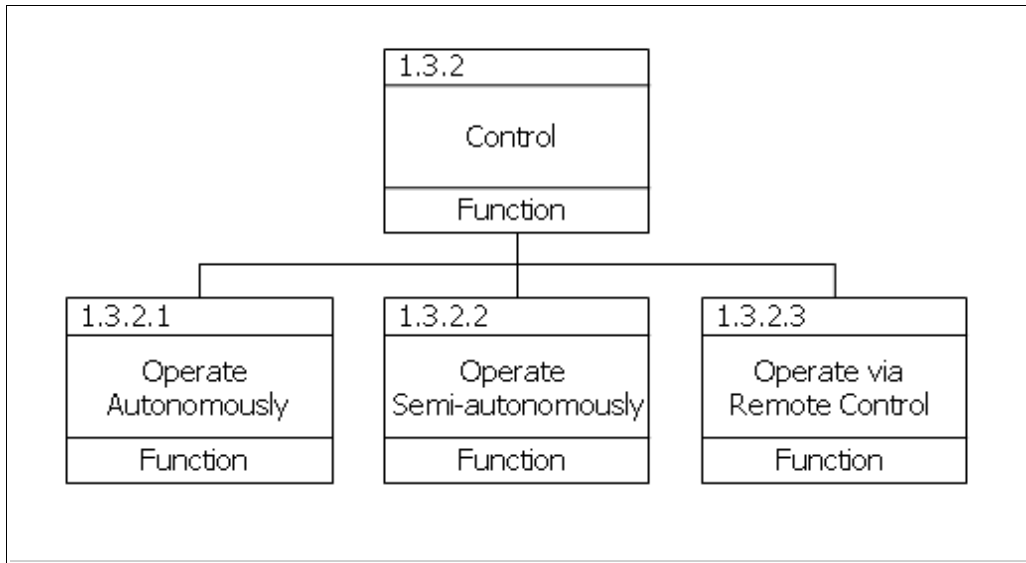 1.3.2
Control
Function
1.3.2.1
Operate
Autonomously
Function
1.3.2.2
Operate
Semi-autonomously
Function
1.3.2.3
Operate via
Remote Control
Function